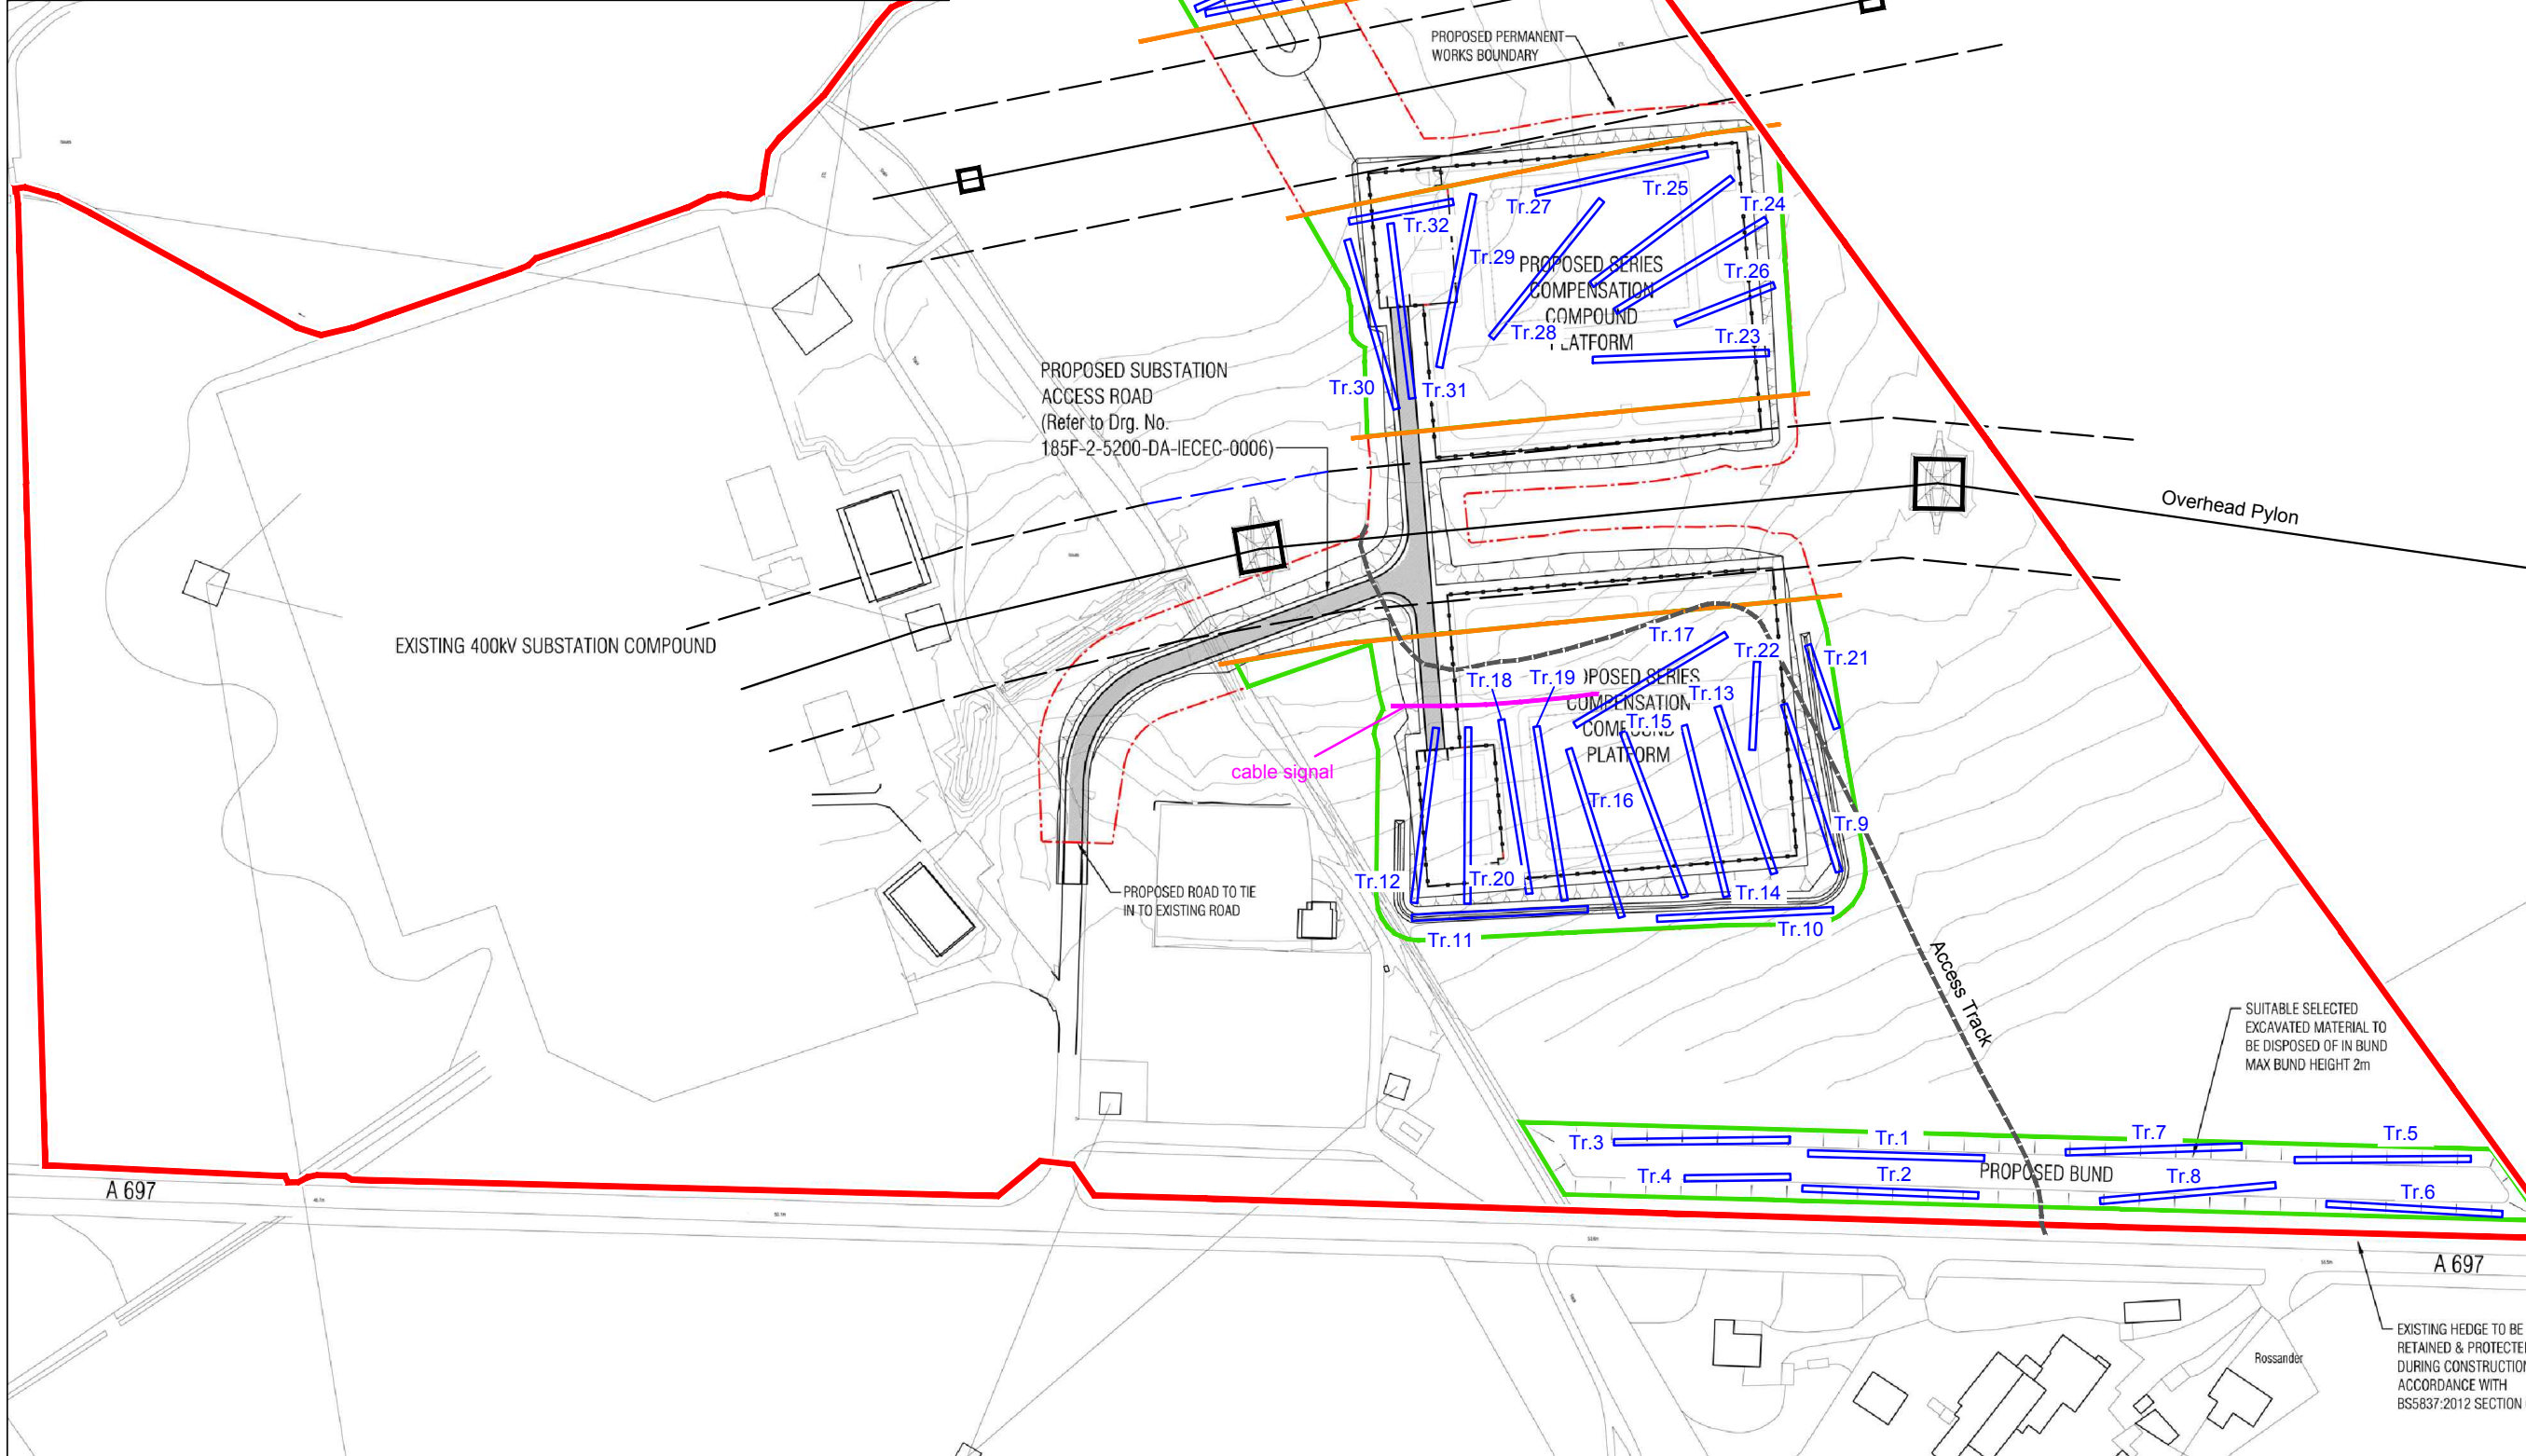 PROPOSED PERMANENT
WORKS BOUNDARY
Tr.25
Tr.27
Tr.24
Tr.32
Tr.29
PROPOSED SERIES
COMPENSATION
COMPOUND
PLATFORM
Tr.26
Tr.28
Tr.23
Tr.30
Tr.31
PROPOSED SUBSTATION
ACCESS ROAD
(Refer to Drg. No.
185F-2-5200-DA-IECEC-0006)
Overhead Pylon
EXISTING 400kV SUBSTATION COMPOUND
Tr.17
Tr.22
Tr.21
Tr.18
Tr.19
POSED SERIES
COMPENSATION
COMPOUND
PLATFORM
Tr.13
Tr.15
cable signal
Tr.16
Tr.9
Tr.12
Tr.20
Tr.14
Tr.11
Tr.10
PROPOSED ROAD TO TIE
IN TO EXISTING ROAD
Access Track
SUITABLE SELECTED
EXCAVATED MATERIAL TO
BE DISPOSED OF IN BUND
MAX BUND HEIGHT 2m
Tr.3
Tr.1
Tr.7
Tr.5
Tr.4
Tr.2
PROPOSED BUND
Tr.8
Tr.6
A 697
A 697
EXISTING HEDGE TO BE
RETAINED & PROTECTE
DURING CONSTRUCTION
ACCORDANCE WITH
BS5837:2012 SECTION
Rossander